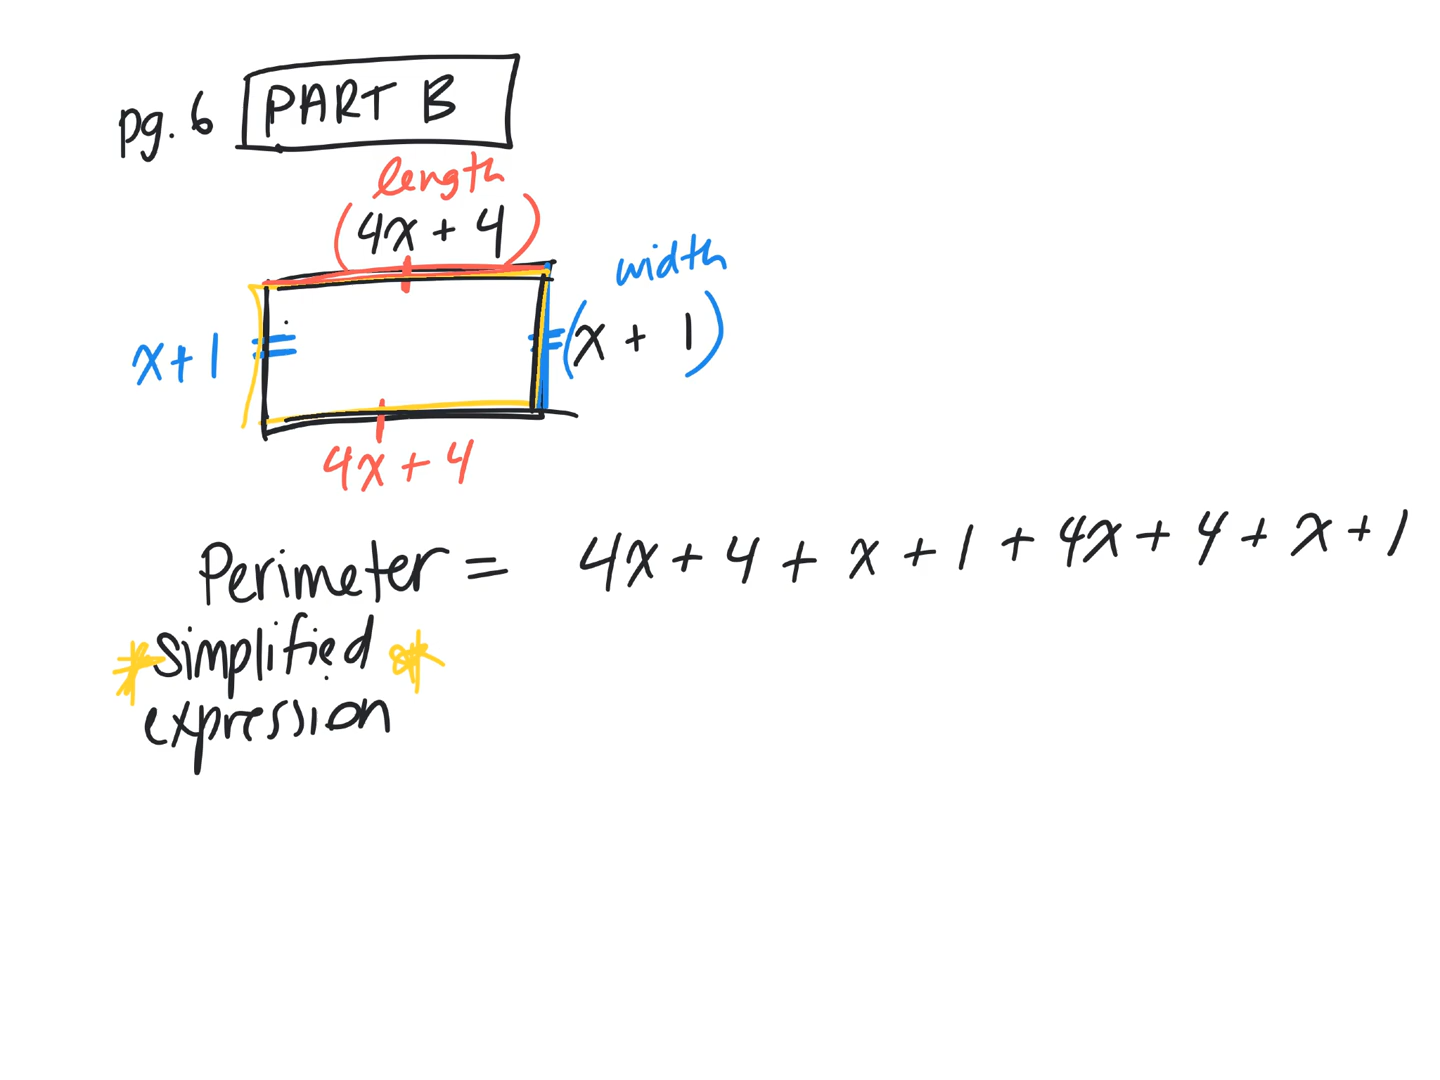 pg. 6 PART B
length
(4x + 4)
width
x+1 (x + 1)
4x + 4
Perimeter = 4x + 4 + x + 1 + 4x + 4 + x + 1
*simplified *
expression